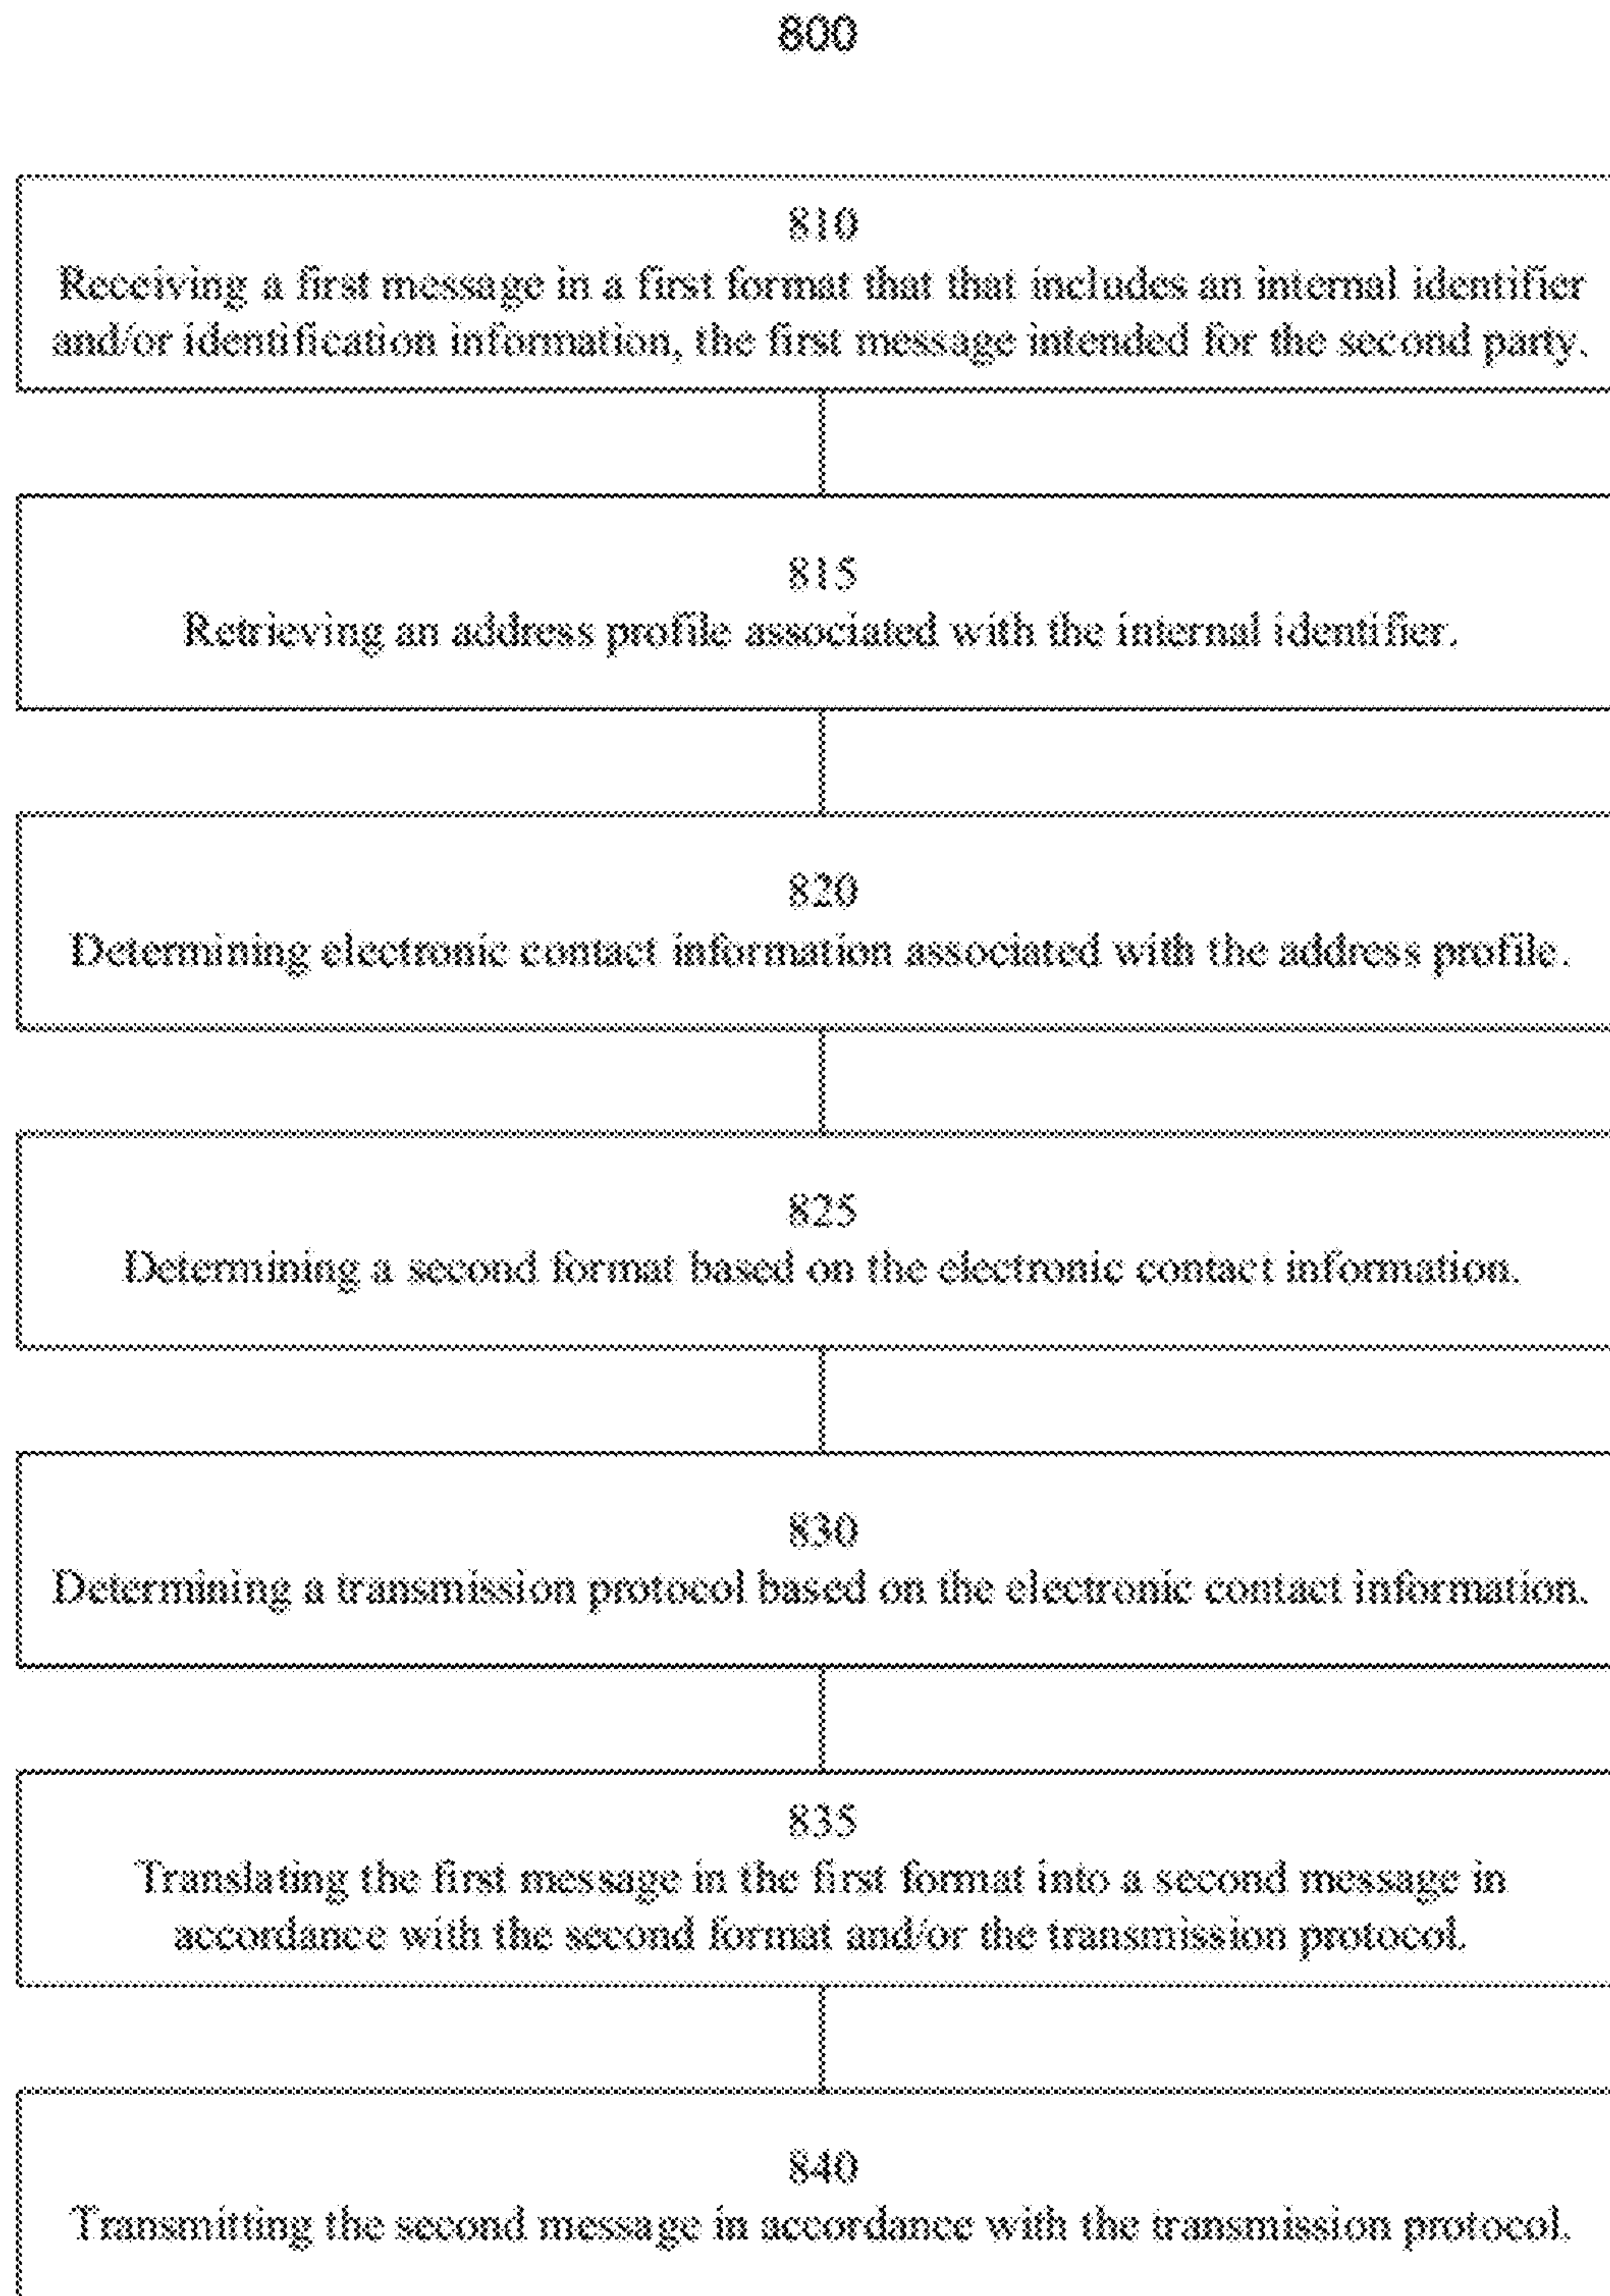 800
810
Receiving a first message in a first format that that includes an internal identifier
and/or identification information, the first message intended for the second party.
815
Retrieving an address profile associated with the internal identifier.
820
Determining electronic contact information associated with the address profile.
825
Determining a second format based on the electronic contact information.
830
Determining a transmission protocol based on the electronic contact information.
835
Translating the first message in the first format into a second message in
accordance with the second format and/or the transmission protocol.
840
Transmitting the second message in accordance with the transmission protocol.